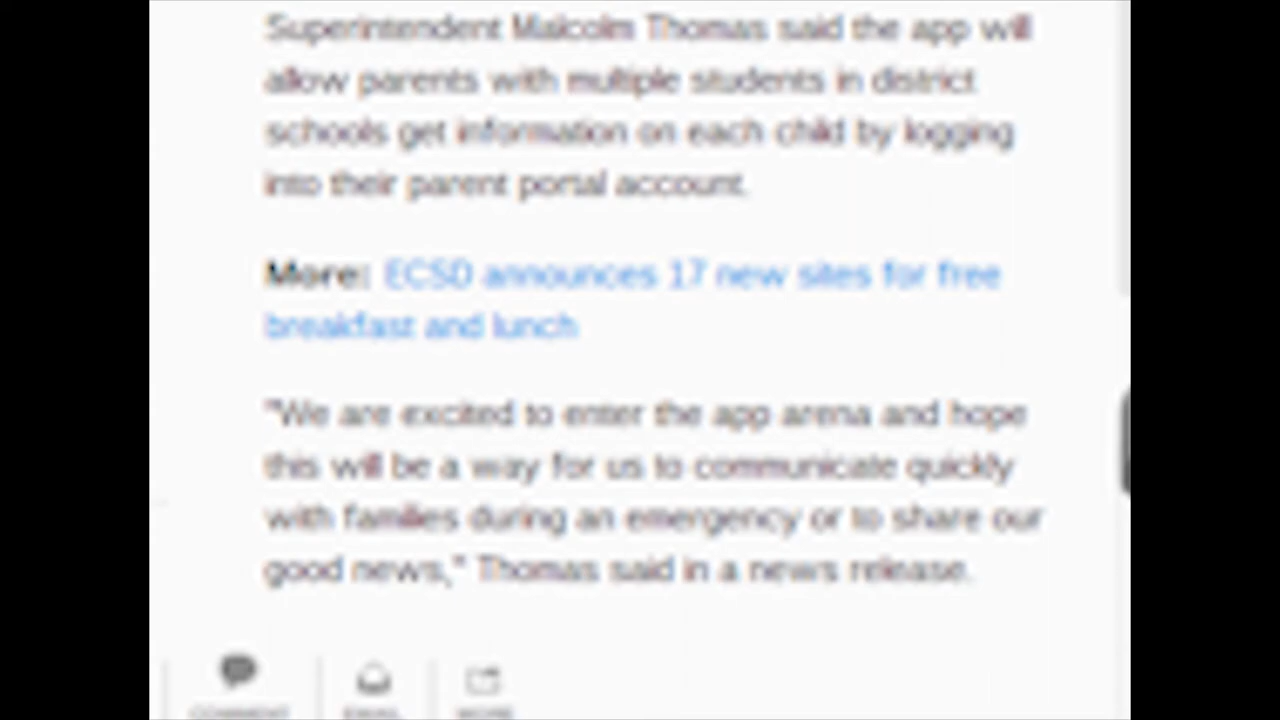 Superintendent Malcolm Thomas said the app will
allow parents with multiple students in district
schools get information on each child by logging
into their parent portal account.
More: ECSD announces 17 new sites for free
breakfast and lunch
"We are excited to enter the app arena and hope
this will be a way for us to communicate quickly
with families during an emergency or to share our
good news," Thomas said in a news release.
COMMENT EMAIL MORE